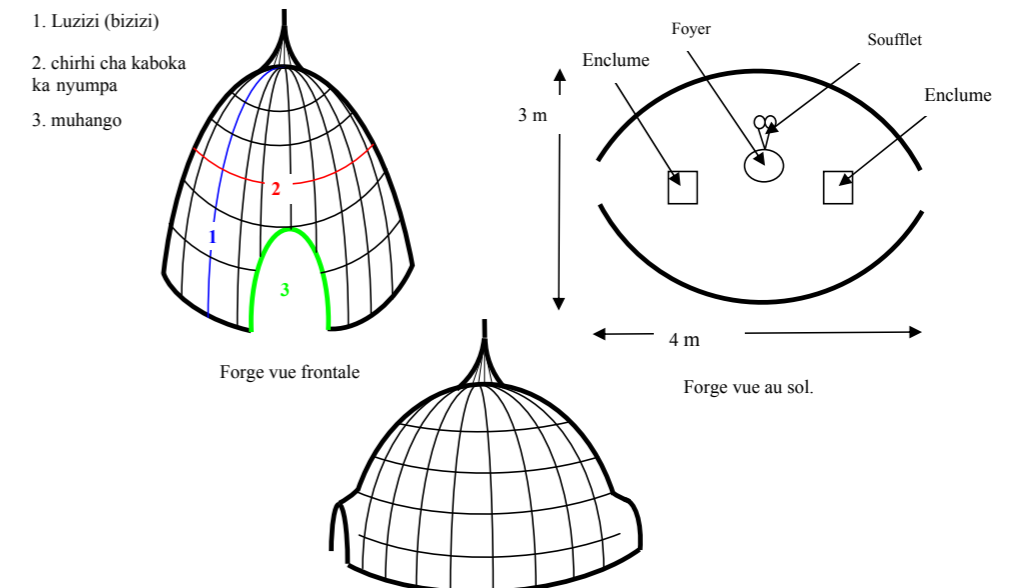 1. Luzizi (bizizi)
2. chirhi cha kaboka
ka nyumpa
3. muhango
2
1
3
Forge vue frontale
Foyer
Soufflet
Enclume
Enclume
3 m
4 m
Forge vue au sol.